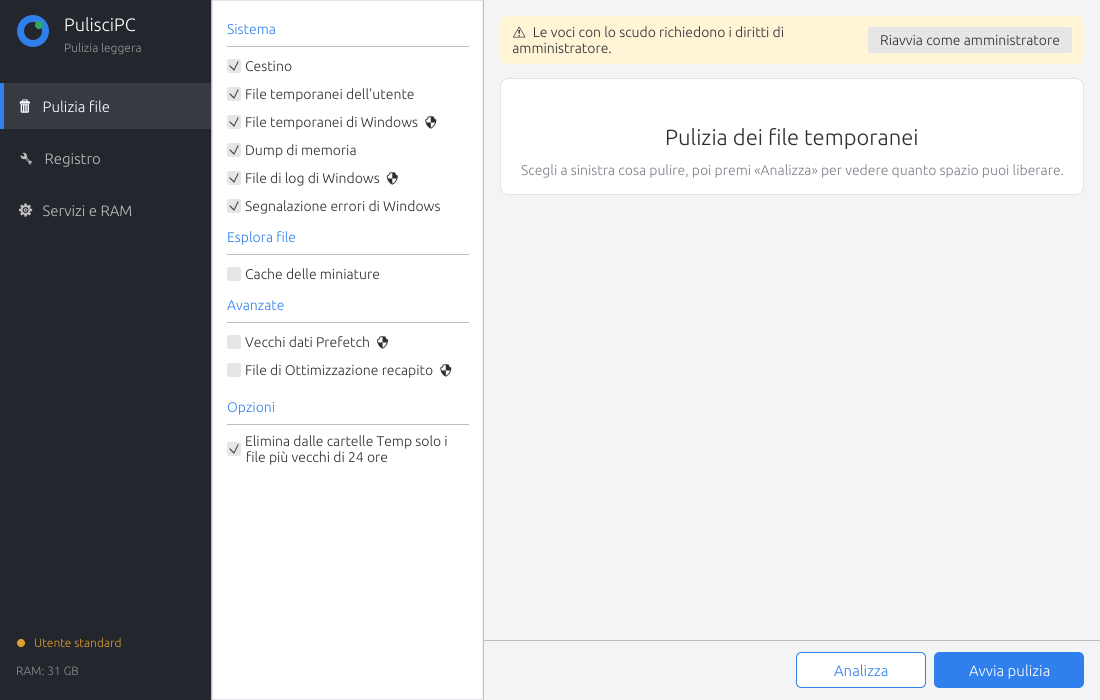 PulisciPC
Pulizia leggera
Pulizia file
Registro
Servizi e RAM
Utente standard
RAM: 31 GB
Sistema
Cestino
File temporanei dell'utente
File temporanei di Windows
Dump di memoria
File di log di Windows
Segnalazione errori di Windows
Esplora file
Cache delle miniature
Avanzate
Vecchi dati Prefetch
File di Ottimizzazione recapito
Opzioni
Elimina dalle cartelle Temp solo i
file più vecchi di 24 ore
⚠ Le voci con lo scudo richiedono i diritti di
amministratore.
Riavvia come amministratore
Pulizia dei file temporanei
Scegli a sinistra cosa pulire, poi premi «Analizza» per vedere quanto spazio puoi liberare.
Analizza
Avvia pulizia